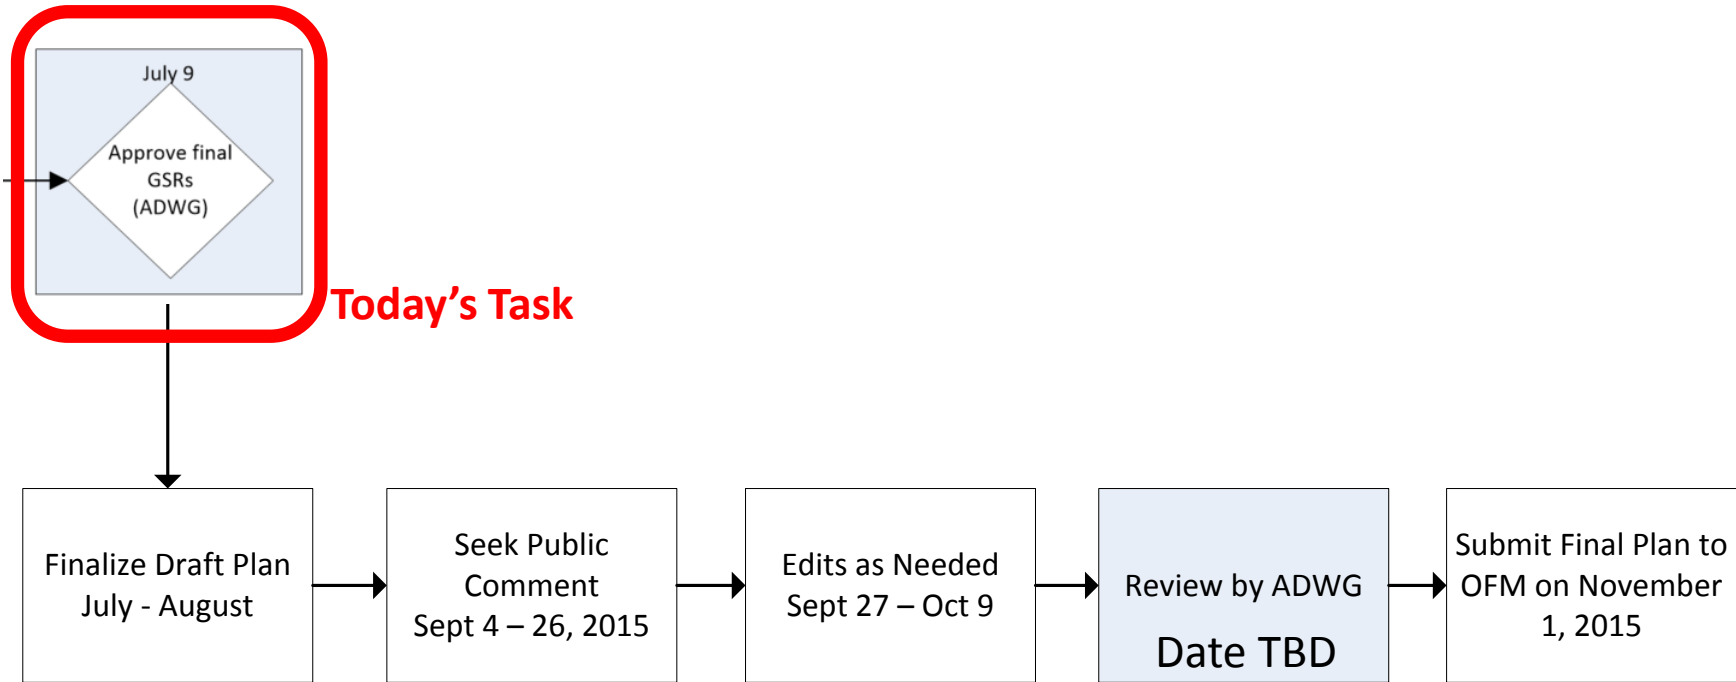 July 9
Approve final
GSRs
(ADWG)
Today's Task
Finalize Draft Plan
July - August
Seek Public
Comment
Sept 4 – 26, 2015
Edits as Needed
Sept 27 – Oct 9
Review by ADWG
Date TBD
Submit Final Plan to
OFM on November
1, 2015